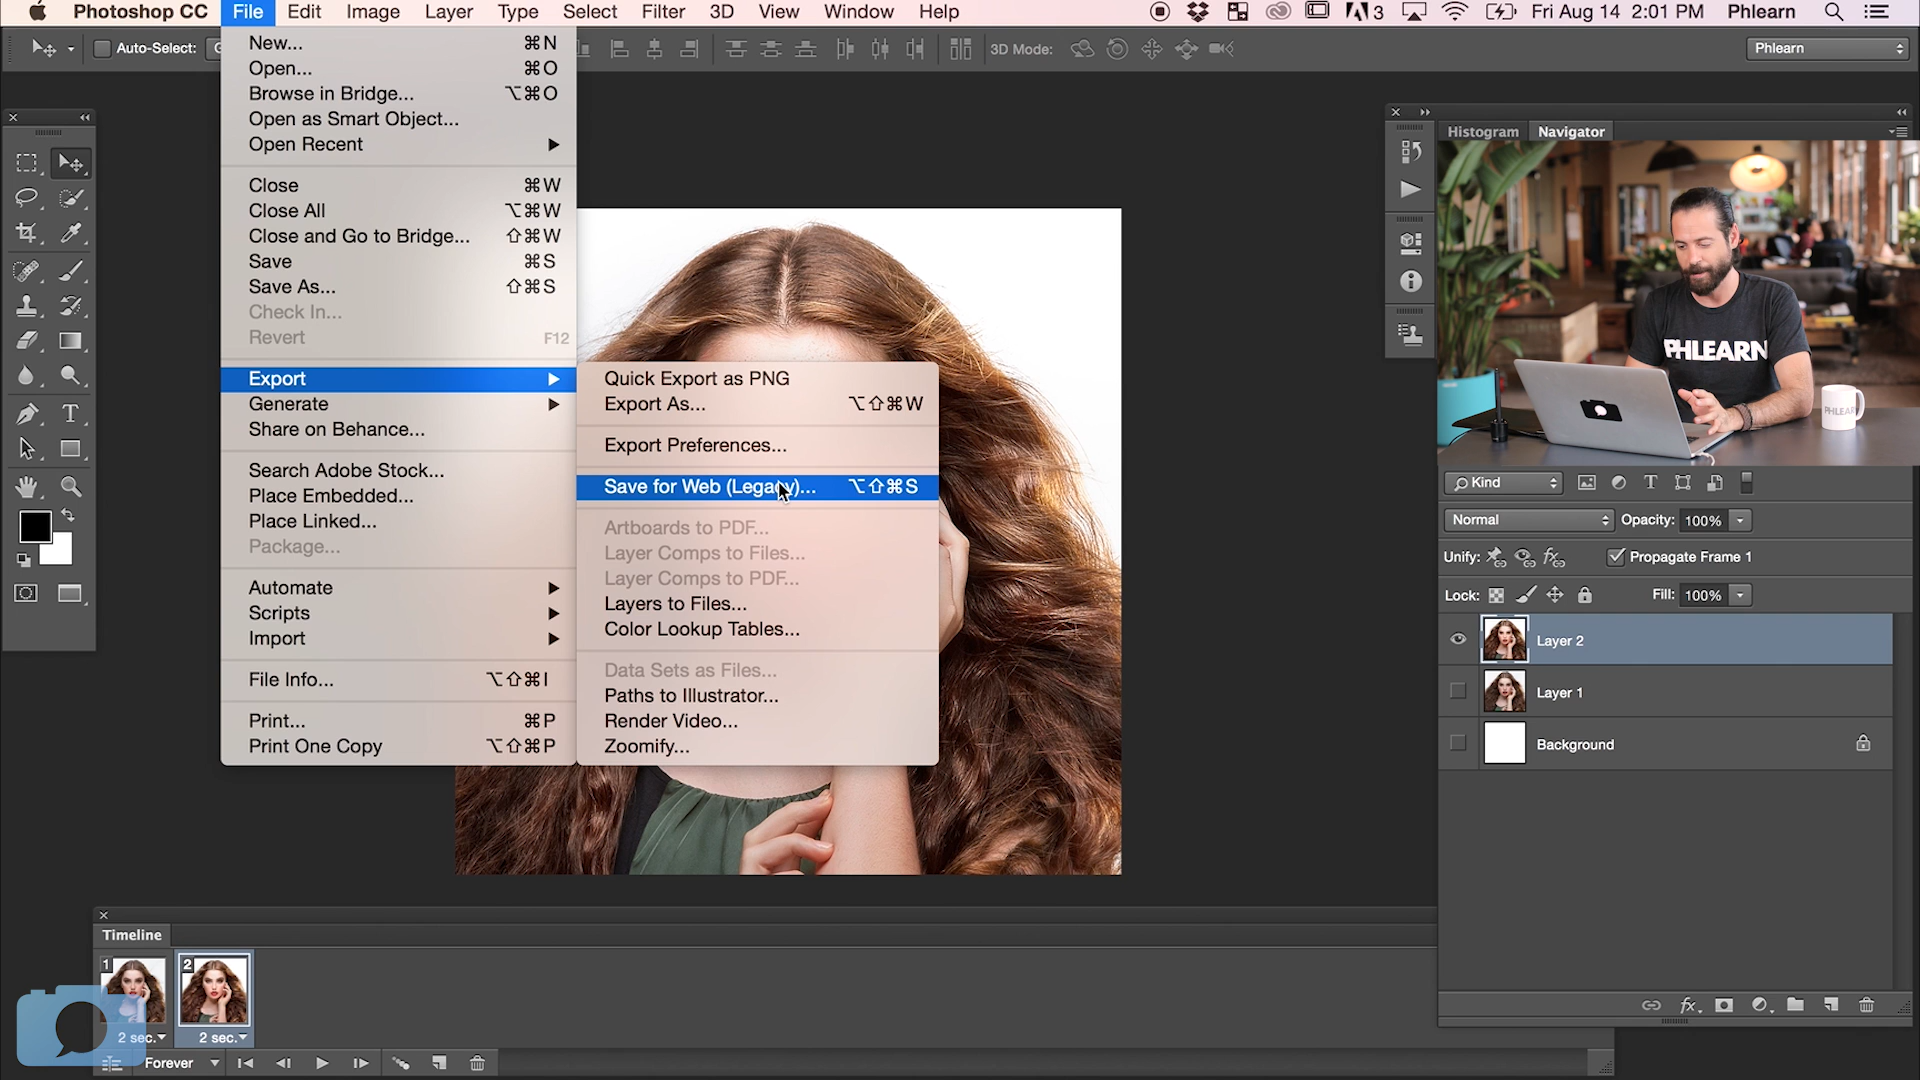 Photoshop CC File Edit Image Layer Type Select Filter 3D View Window Help 3 Fri Aug 14 2:01 PM Phlearn
Auto-Select: 3D Mode: Phlearn
New... ⌘N
Open... ⌘O
Browse in Bridge... ⌥⌘O
Open as Smart Object...
Open Recent
Close ⌘W
Close All ⌥⌘W
Close and Go to Bridge... ⇧⌘W
Save ⌘S
Save As... ⇧⌘S
Check In...
Revert F12
Export
Generate
Share on Behance...
Search Adobe Stock...
Place Embedded...
Place Linked...
Package...
Automate
Scripts
Import
File Info... ⌥⇧⌘I
Print... ⌘P
Print One Copy ⌥⇧⌘P
Quick Export as PNG
Export As... ⌥⇧⌘W
Export Preferences...
Save for Web (Legacy)... ⌥⇧⌘S
Artboards to PDF...
Layer Comps to Files...
Layer Comps to PDF...
Layers to Files...
Color Lookup Tables...
Data Sets as Files...
Paths to Illustrator...
Render Video...
Zoomify...
Histogram Navigator
PHLEARN
PHLEARN
Kind
Normal Opacity: 100%
Unify: Propagate Frame 1
Lock: Fill: 100%
Layer 2
Layer 1
Background
Timeline
1 2
2 sec. 2 sec.
Forever